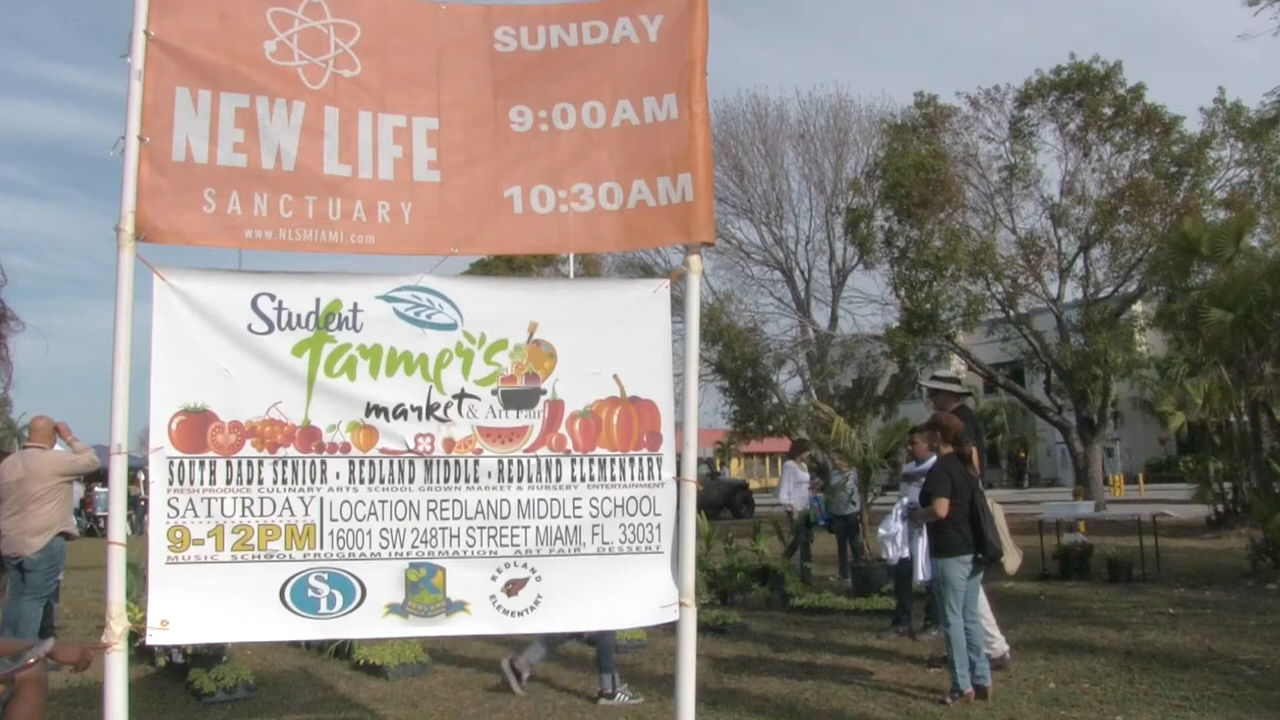 SUNDAY
9:00AM
10:30AM
NEW LIFE
SANCTUARY
www.NLSMIAMI.com
Student
farmer's
market & Art Fair
SOUTH DADE SENIOR • REDLAND MIDDLE • REDLAND ELEMENTARY
FRESH PRODUCE CULINARY ARTS SCHOOL GROWN MARKET & NURSERY ENTERTAINMENT
SATURDAY
9-12PM
LOCATION REDLAND MIDDLE SCHOOL
16001 SW 248TH STREET MIAMI, FL. 33031
MUSIC SCHOOL PROGRAM INFORMATION ART FAIR DESSERT
SD
REDLAND
REDLAND
ELEMENTARY